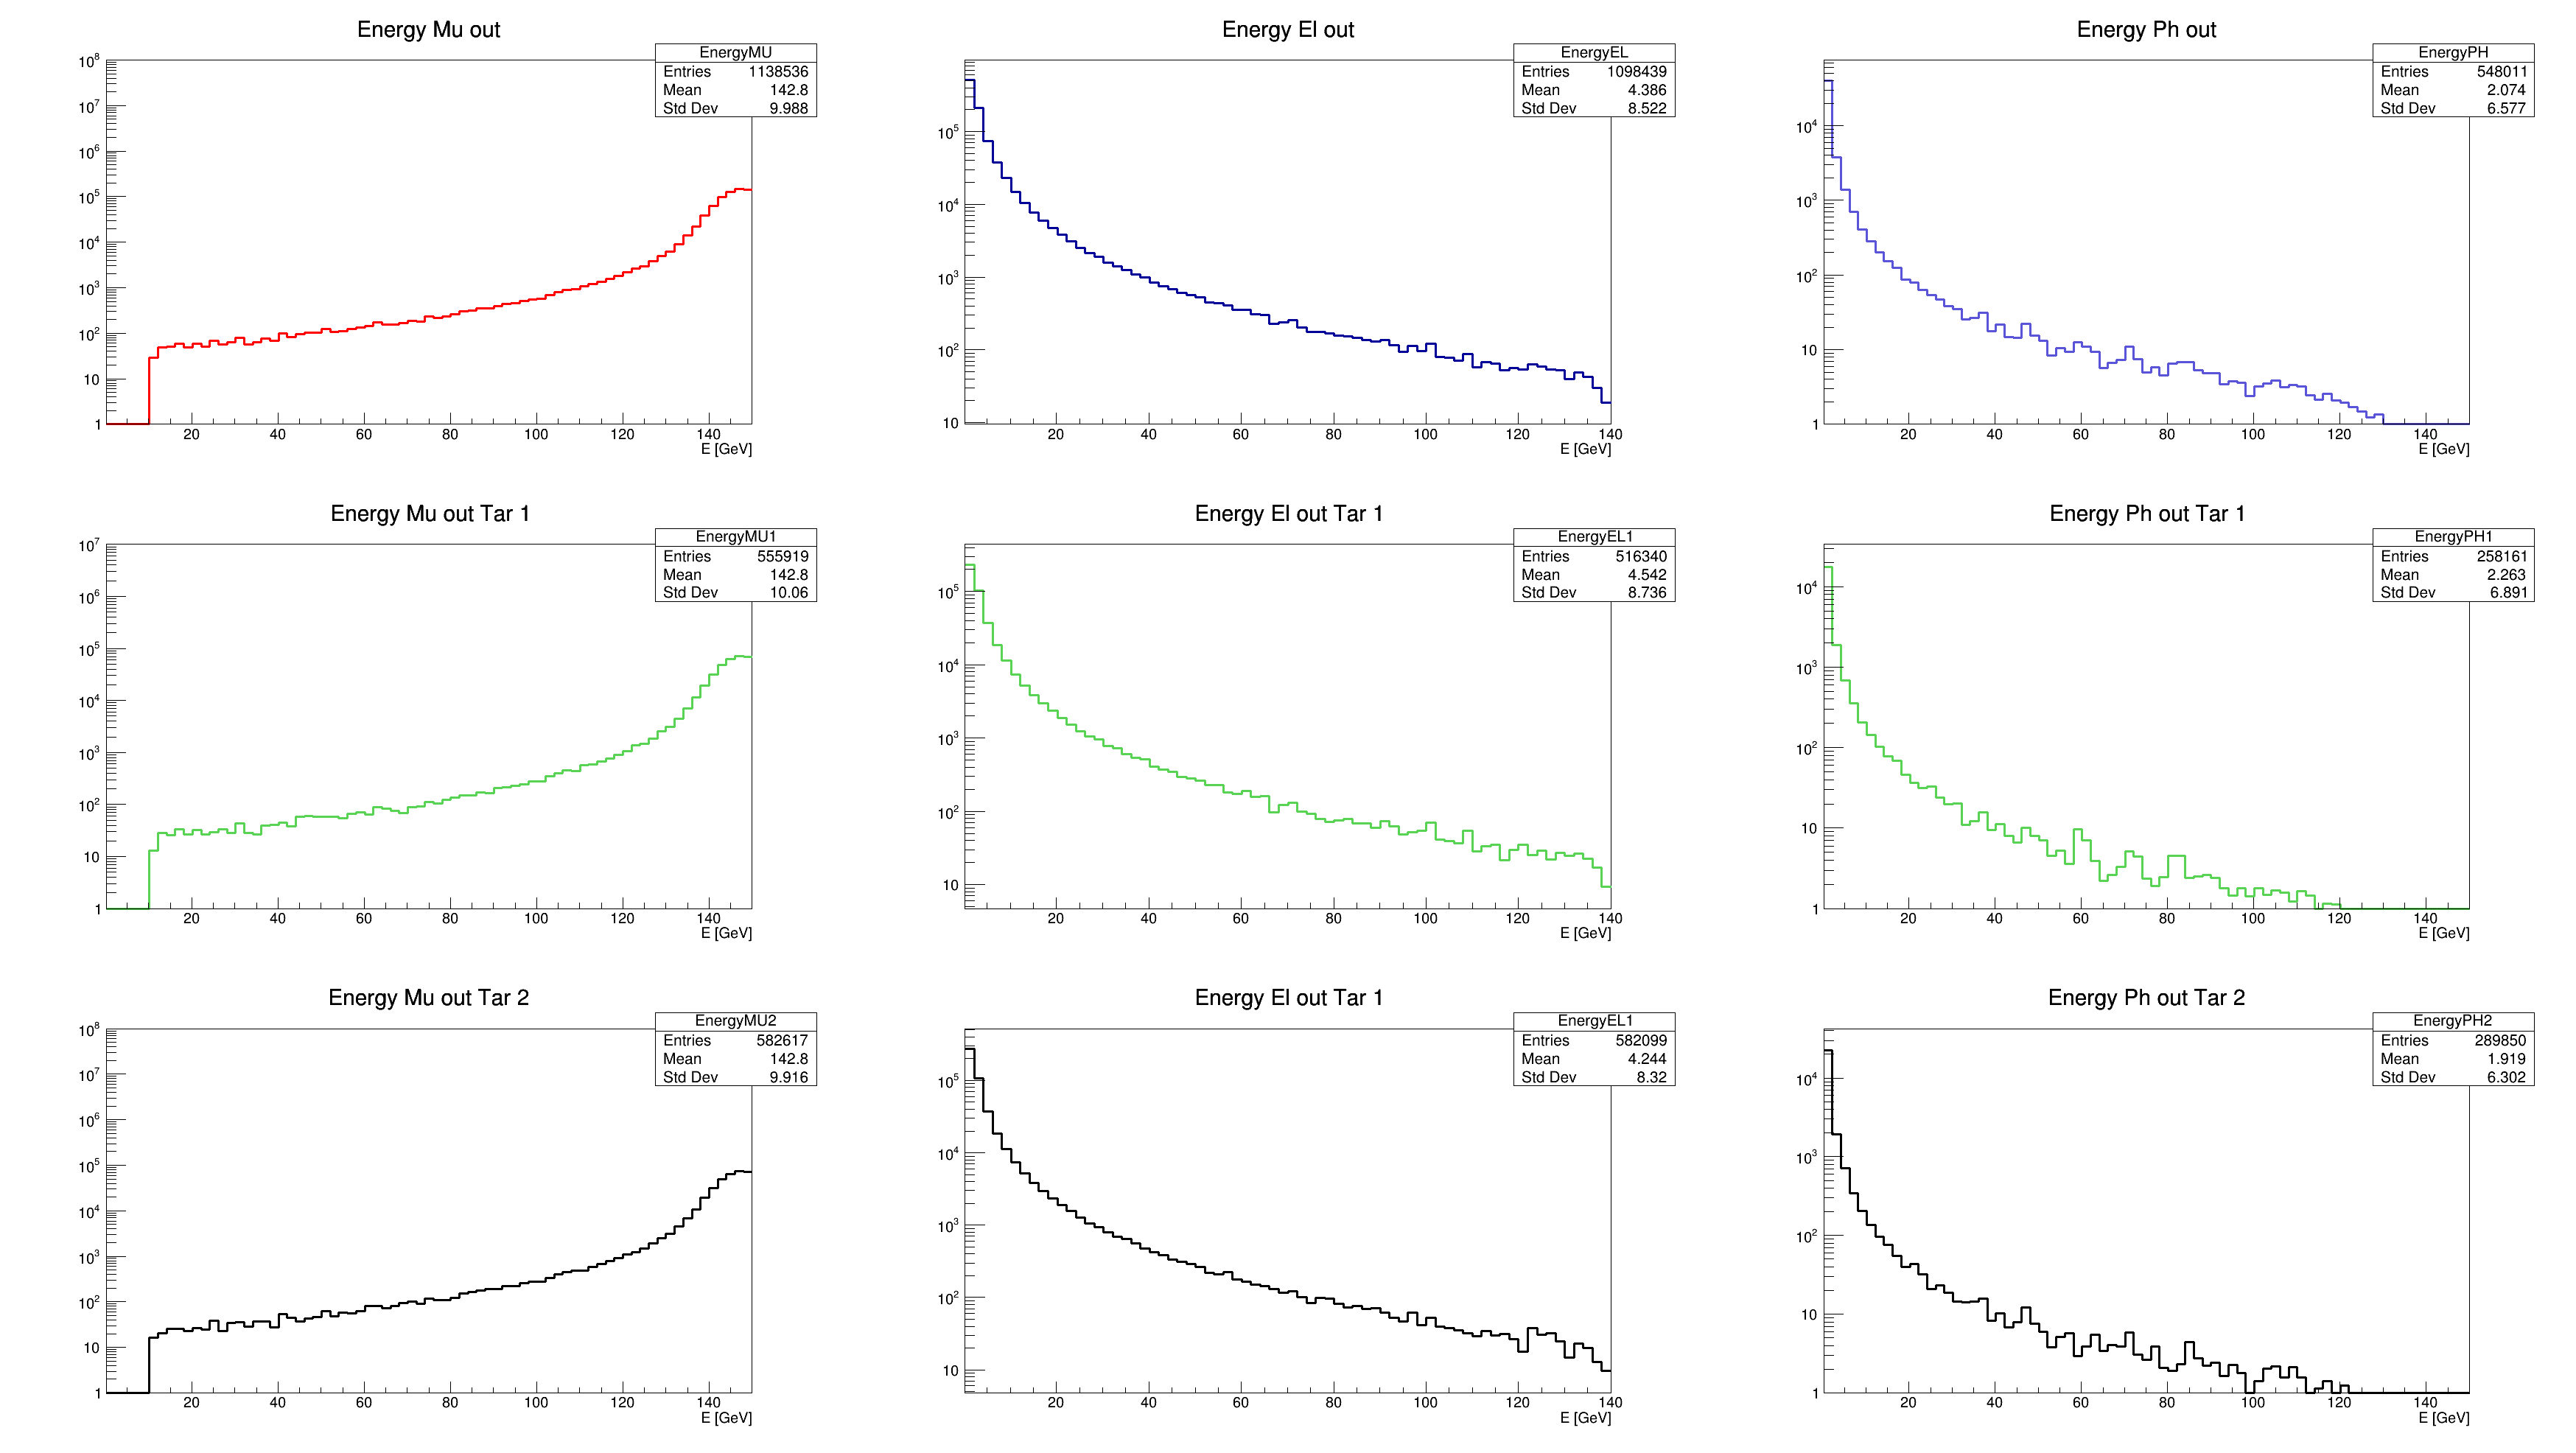 Energy Mu out
EnergyMU
Entries 1138536
Mean 142.8
Std Dev 9.988
10^8
10^7
10^6
10^5
10^4
10^3
10^2
10
1
20 40 60 80 100 120 140
E [GeV]
Energy El out
EnergyEL
Entries 1098439
Mean 4.386
Std Dev 8.522
10^5
10^4
10^3
10^2
10
20 40 60 80 100 120 140
E [GeV]
Energy Ph out
EnergyPH
Entries 548011
Mean 2.074
Std Dev 6.577
10^4
10^3
10^2
10
1
20 40 60 80 100 120 140
E [GeV]
Energy Mu out Tar 1
EnergyMU1
Entries 555919
Mean 142.8
Std Dev 10.06
10^7
10^6
10^5
10^4
10^3
10^2
10
1
20 40 60 80 100 120 140
E [GeV]
Energy El out Tar 1
EnergyEL1
Entries 516340
Mean 4.542
Std Dev 8.736
10^5
10^4
10^3
10^2
10
20 40 60 80 100 120 140
E [GeV]
Energy Ph out Tar 1
EnergyPH1
Entries 258161
Mean 2.263
Std Dev 6.891
10^4
10^3
10^2
10
1
20 40 60 80 100 120 140
E [GeV]
Energy Mu out Tar 2
EnergyMU2
Entries 582617
Mean 142.8
Std Dev 9.916
10^8
10^7
10^6
10^5
10^4
10^3
10^2
10
1
20 40 60 80 100 120 140
E [GeV]
Energy El out Tar 1
EnergyEL1
Entries 582099
Mean 4.244
Std Dev 8.32
10^5
10^4
10^3
10^2
10
20 40 60 80 100 120 140
E [GeV]
Energy Ph out Tar 2
EnergyPH2
Entries 289850
Mean 1.919
Std Dev 6.302
10^4
10^3
10^2
10
1
20 40 60 80 100 120 140
E [GeV]